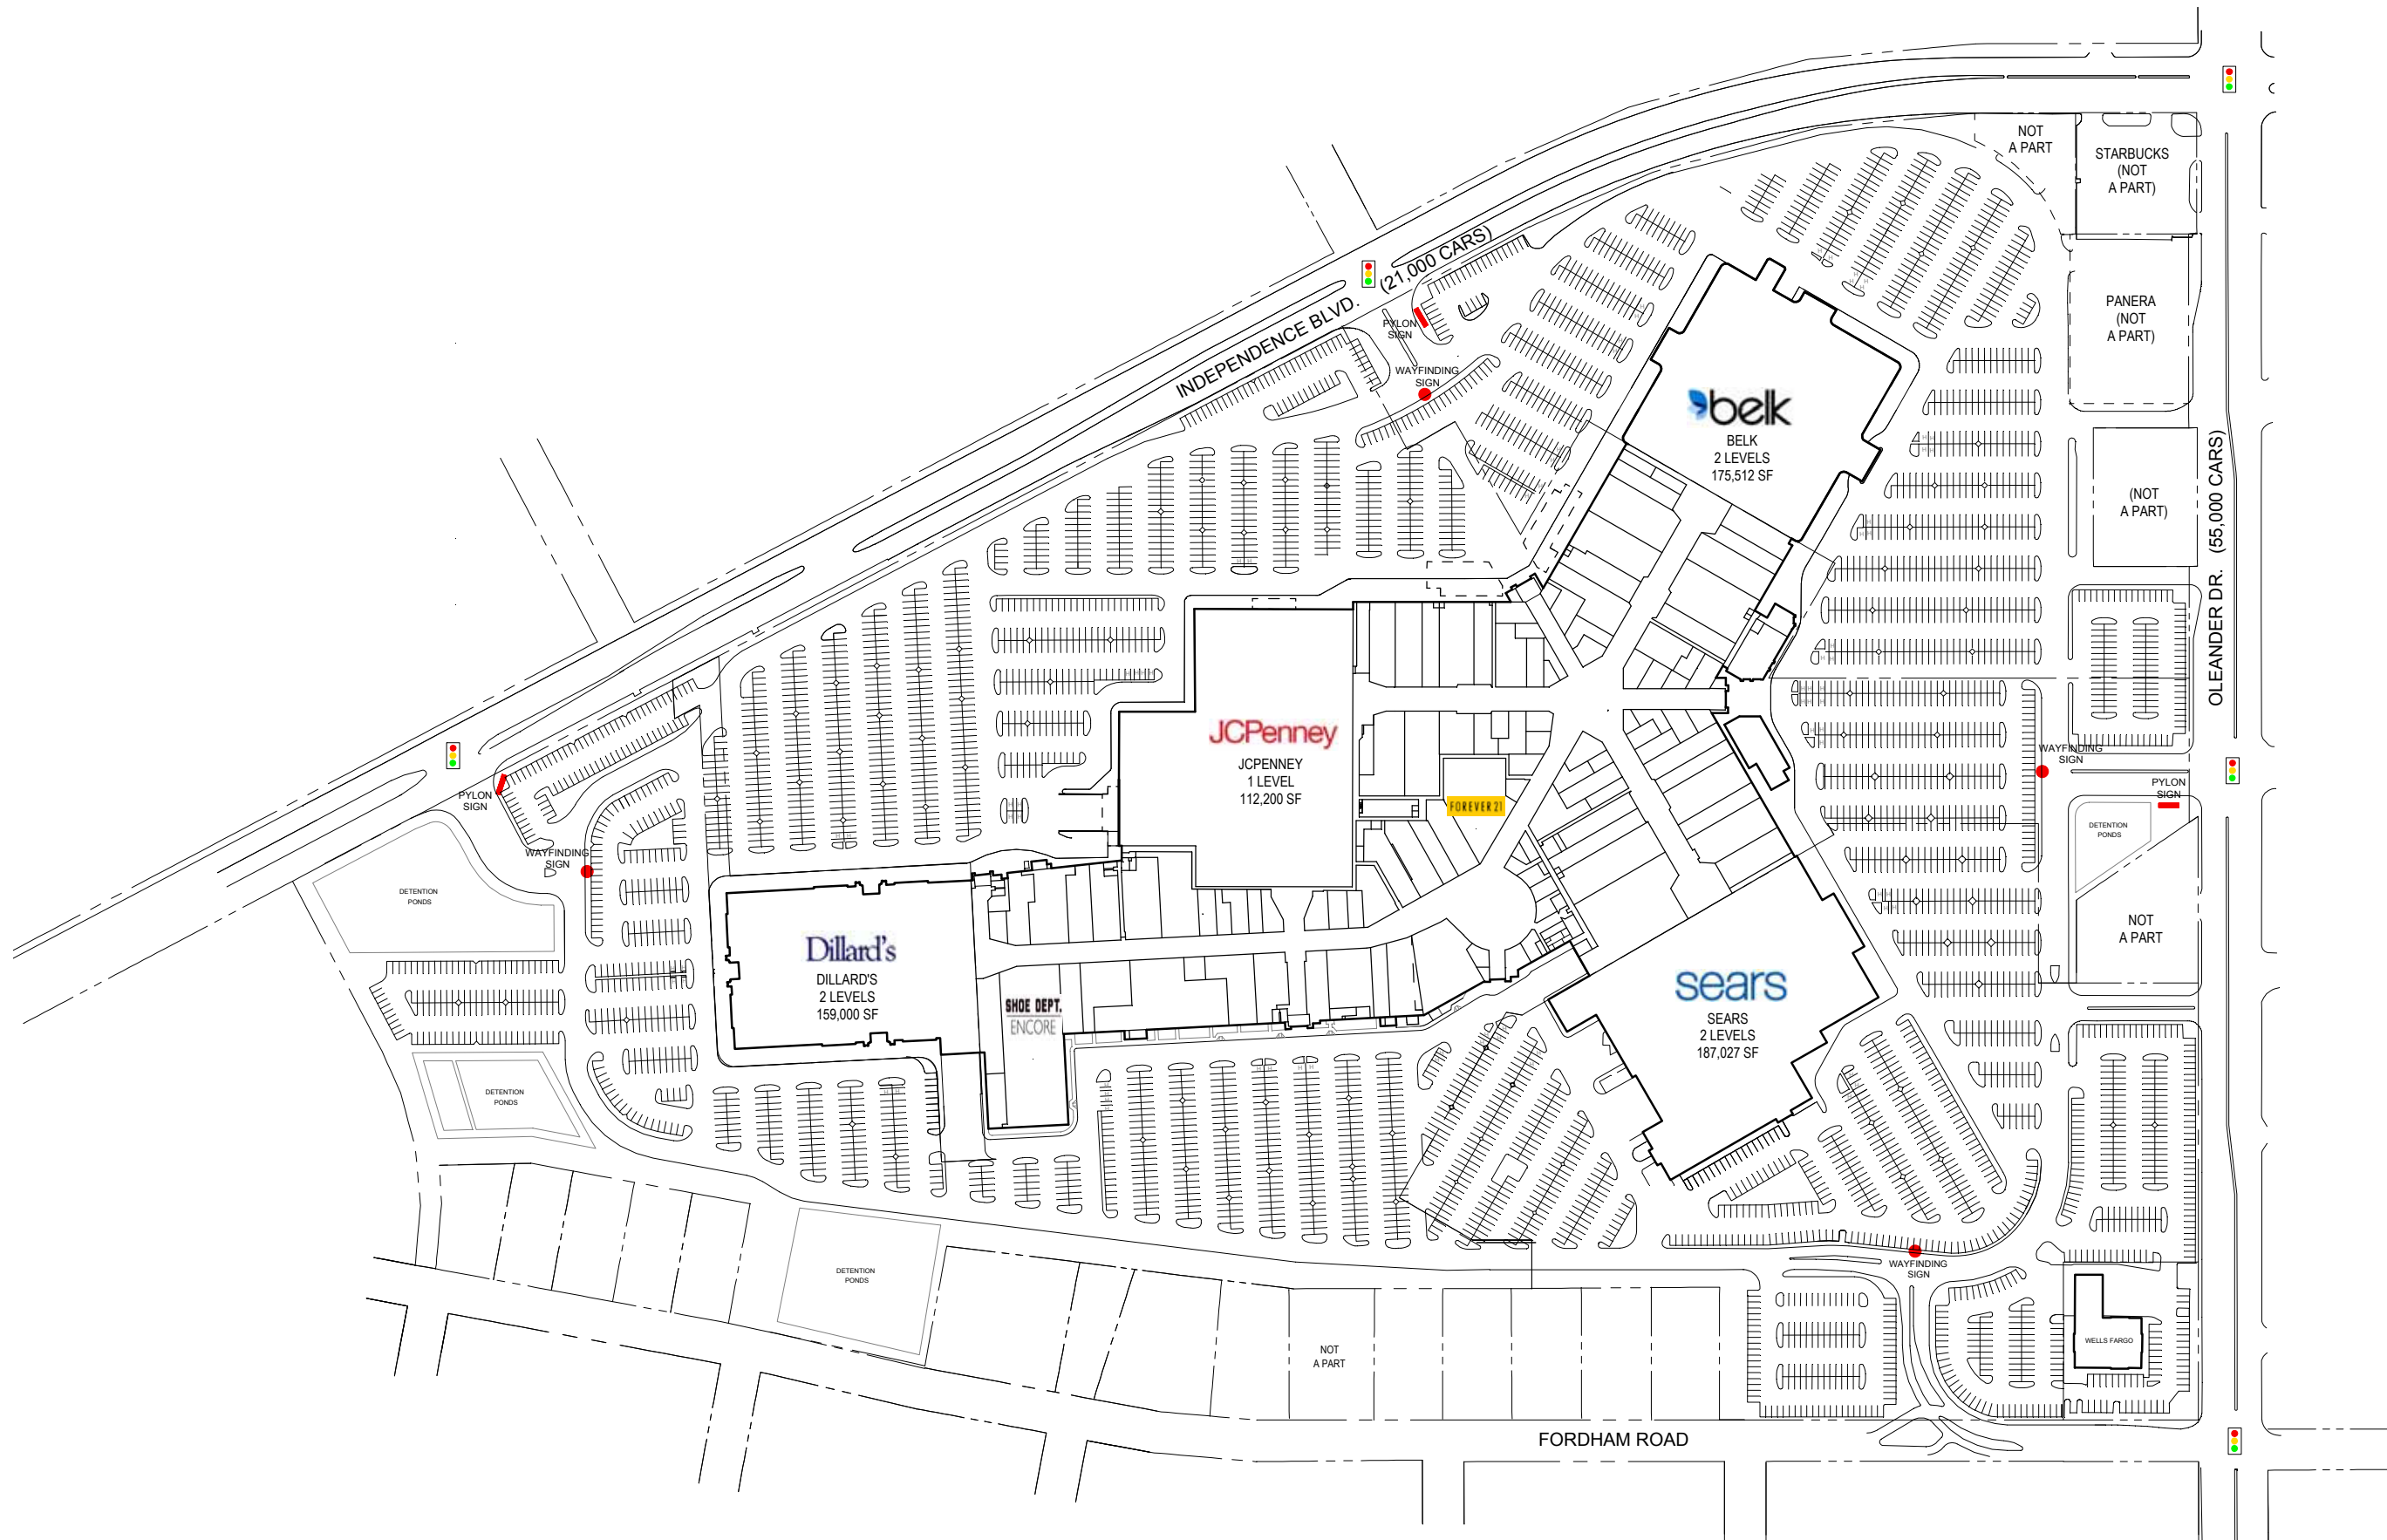 NOT
A PART
STARBUCKS
(NOT
A PART)
INDEPENDENCE BLVD. (21,000 CARS)
PYLON
SIGN
WAYFINDING
SIGN
PANERA
(NOT
A PART)
belk
BELK
2 LEVELS
175,512 SF
(NOT
A PART)
OLEANDER DR. (55,000 CARS)
JCPenney
JCPENNEY
1 LEVEL
112,200 SF
FOREVER 21
WAYFINDING
SIGN
PYLON
SIGN
DETENTION
PONDS
NOT
A PART
PYLON
SIGN
WAYFINDING
SIGN
DETENTION
PONDS
Dillard's
DILLARD'S
2 LEVELS
159,000 SF
SHOE DEPT.
ENCORE
sears
SEARS
2 LEVELS
187,027 SF
DETENTION
PONDS
DETENTION
PONDS
WAYFINDING
SIGN
NOT
A PART
WELLS FARGO
FORDHAM ROAD